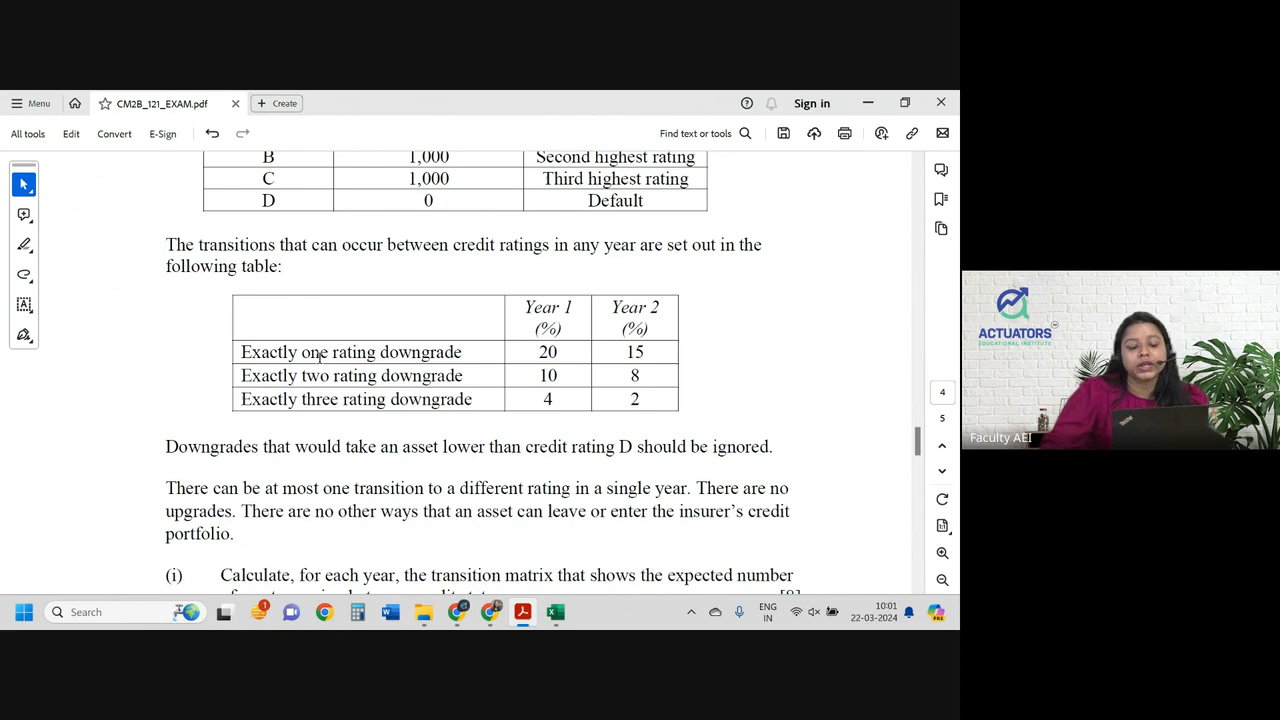 Menu
CM2B_121_EXAM.pdf
Create
Sign in
All tools
Edit
Convert
E-Sign
Find text or tools
B 1,000 Second highest rating
C 1,000 Third highest rating
D 0 Default
The transitions that can occur between credit ratings in any year are set out in the
following table:
Year 1 Year 2
(%) (%)
Exactly one rating downgrade 20 15
Exactly two rating downgrade 10 8
Exactly three rating downgrade 4 2
Downgrades that would take an asset lower than credit rating D should be ignored.
There can be at most one transition to a different rating in a single year. There are no
upgrades. There are no other ways that an asset can leave or enter the insurer's credit
portfolio.
(i) Calculate, for each year, the transition matrix that shows the expected number
4
5
Search
1
ENG
IN
10:01
22-03-2024
ACTUATORS
EDUCATIONAL INSTITUTE
ThinkPad
Faculty AEI